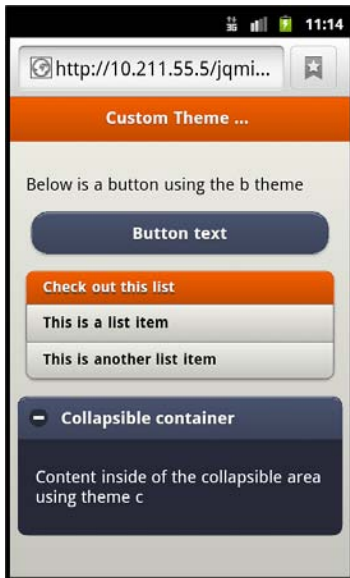 3G 11:14
http://10.211.55.5/jqmi...
Custom Theme ...
Below is a button using the b theme
Button text
Check out this list
This is a list item
This is another list item
Collapsible container
Content inside of the collapsible area
using theme c